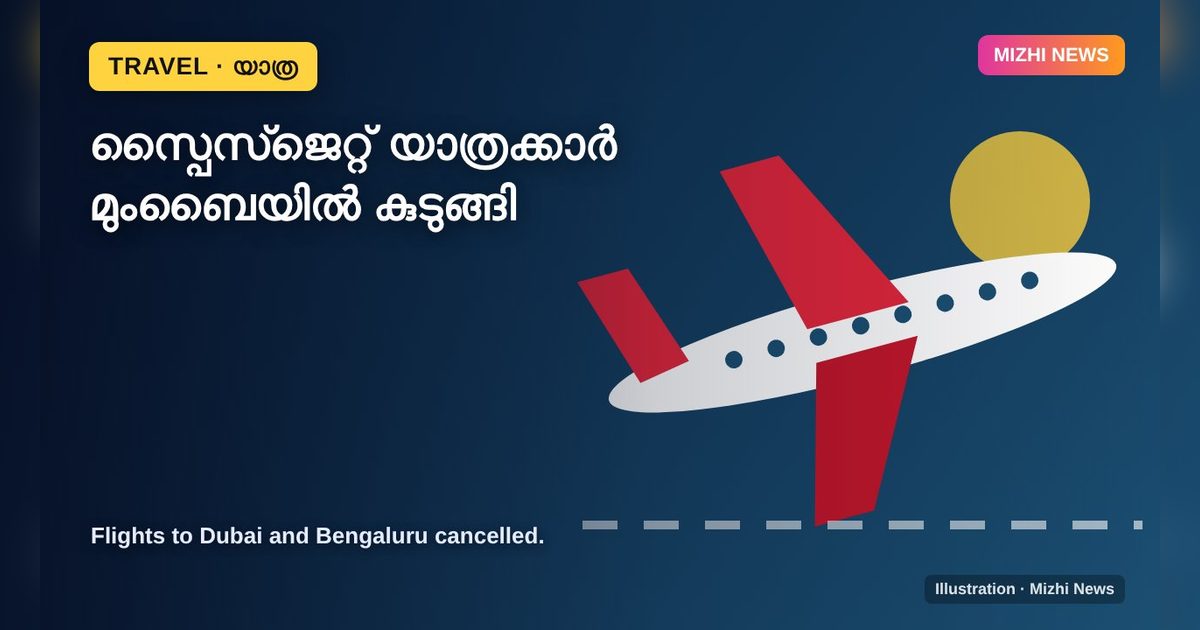 TRAVEL · യാത്ര
MIZHI NEWS
സ്പൈസ്ജെറ്റ് യാത്രക്കാർ
മുംബൈയിൽ കുടുങ്ങി
Flights to Dubai and Bengaluru cancelled.
Illustration · Mizhi News